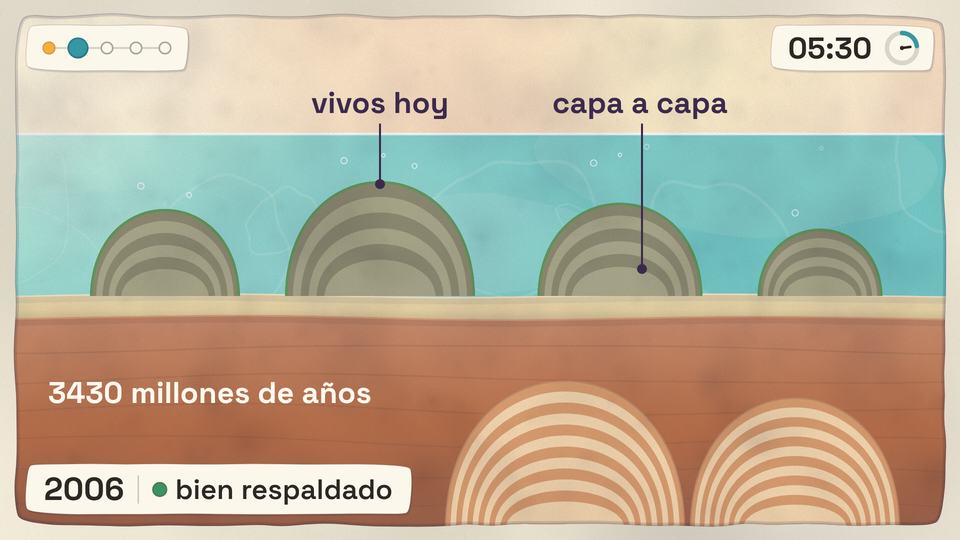 05:30
vivos hoy
capa a capa
3430 millones de años
2006
bien respaldado